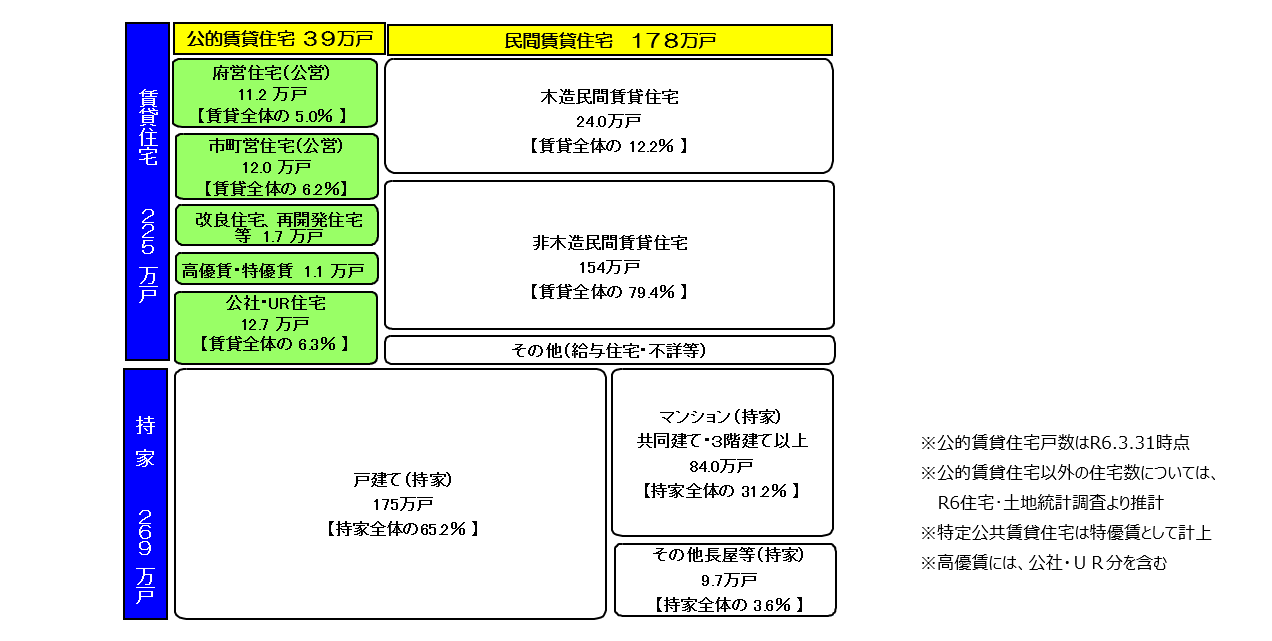 賃貸住宅 225 万戸
公的賃貸住宅 39万戸
府営住宅(公営)
11.2 万戸
【賃貸全体の 5.0% 】
市町営住宅(公営)
12.0 万戸
【賃貸全体の 6.2%】
改良住宅、再開発住宅
等 1.7 万戸
高優賃・特優賃 1.1 万戸
公社・UR住宅
12.7 万戸
【賃貸全体の 6.3% 】
民間賃貸住宅 178万戸
木造民間賃貸住宅
24.0万戸
【賃貸全体の 12.2% 】
非木造民間賃貸住宅
154万戸
【賃貸全体の 79.4% 】
その他(給与住宅・不詳等)
持家 269 万戸
戸建て(持家)
175万戸
【持家全体の65.2% 】
マンション(持家)
共同建て・3階建て以上
84.0万戸
【持家全体の 31.2% 】
その他長屋等(持家)
9.7万戸
【持家全体の 3.6% 】
※公的賃貸住宅戸数はR6.3.31時点
※公的賃貸住宅以外の住宅数については、
R6住宅・土地統計調査より推計
※特定公共賃貸住宅は特優賃として計上
※高優賃には、公社・UR分を含む